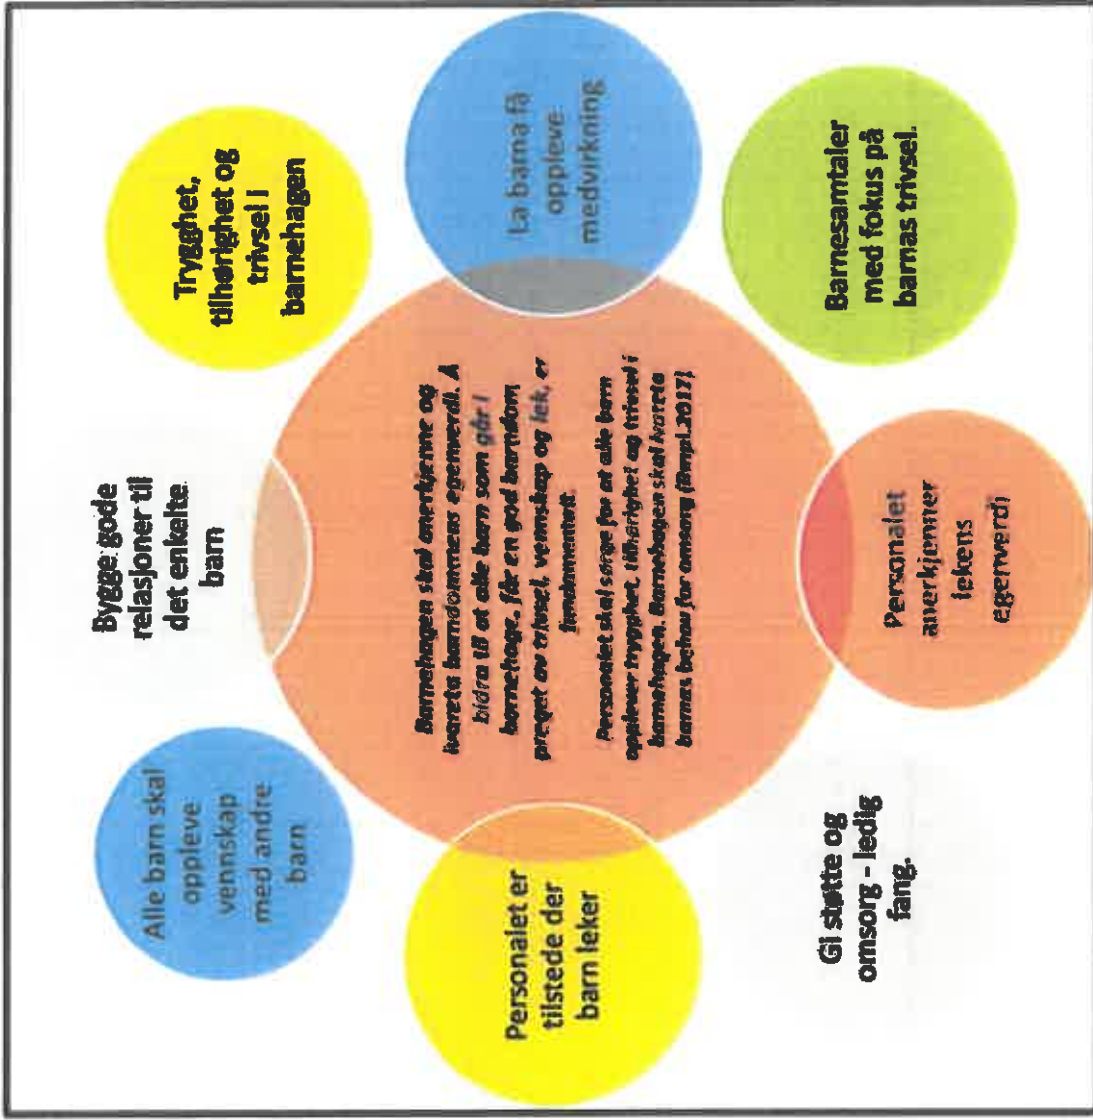 Alle barn skal
oppleve
vennskap
med andre
barn
Bygge gode
relasjoner til
det enkelte
barn
Trygghet,
tilhørighet og
trivsel i
barnehagen
Personalet er
tilstede der
barn leker
Barnehagen skal anerkjenne og
ivareta barndommens egenverdi. Å
bidra til at alle barn som går i
barnehage, får en god barndom
preget av trivsel, vennskap og lek, er
fundamentalt.
Personalet skal sørge for at alle barn
opplever trygghet, tilhørighet og trivsel i
barnehagen. Barnehagen skal ivareta
barnas behov for omsorg (Rmpl.2017).
La barna få
oppleve
medvirkning
Gi støtte og
omsorg - ledig
fang.
Personalet
anerkjenner
lekens
egenverdi
Barnesamtaler
med fokus på
barnas trivsel.